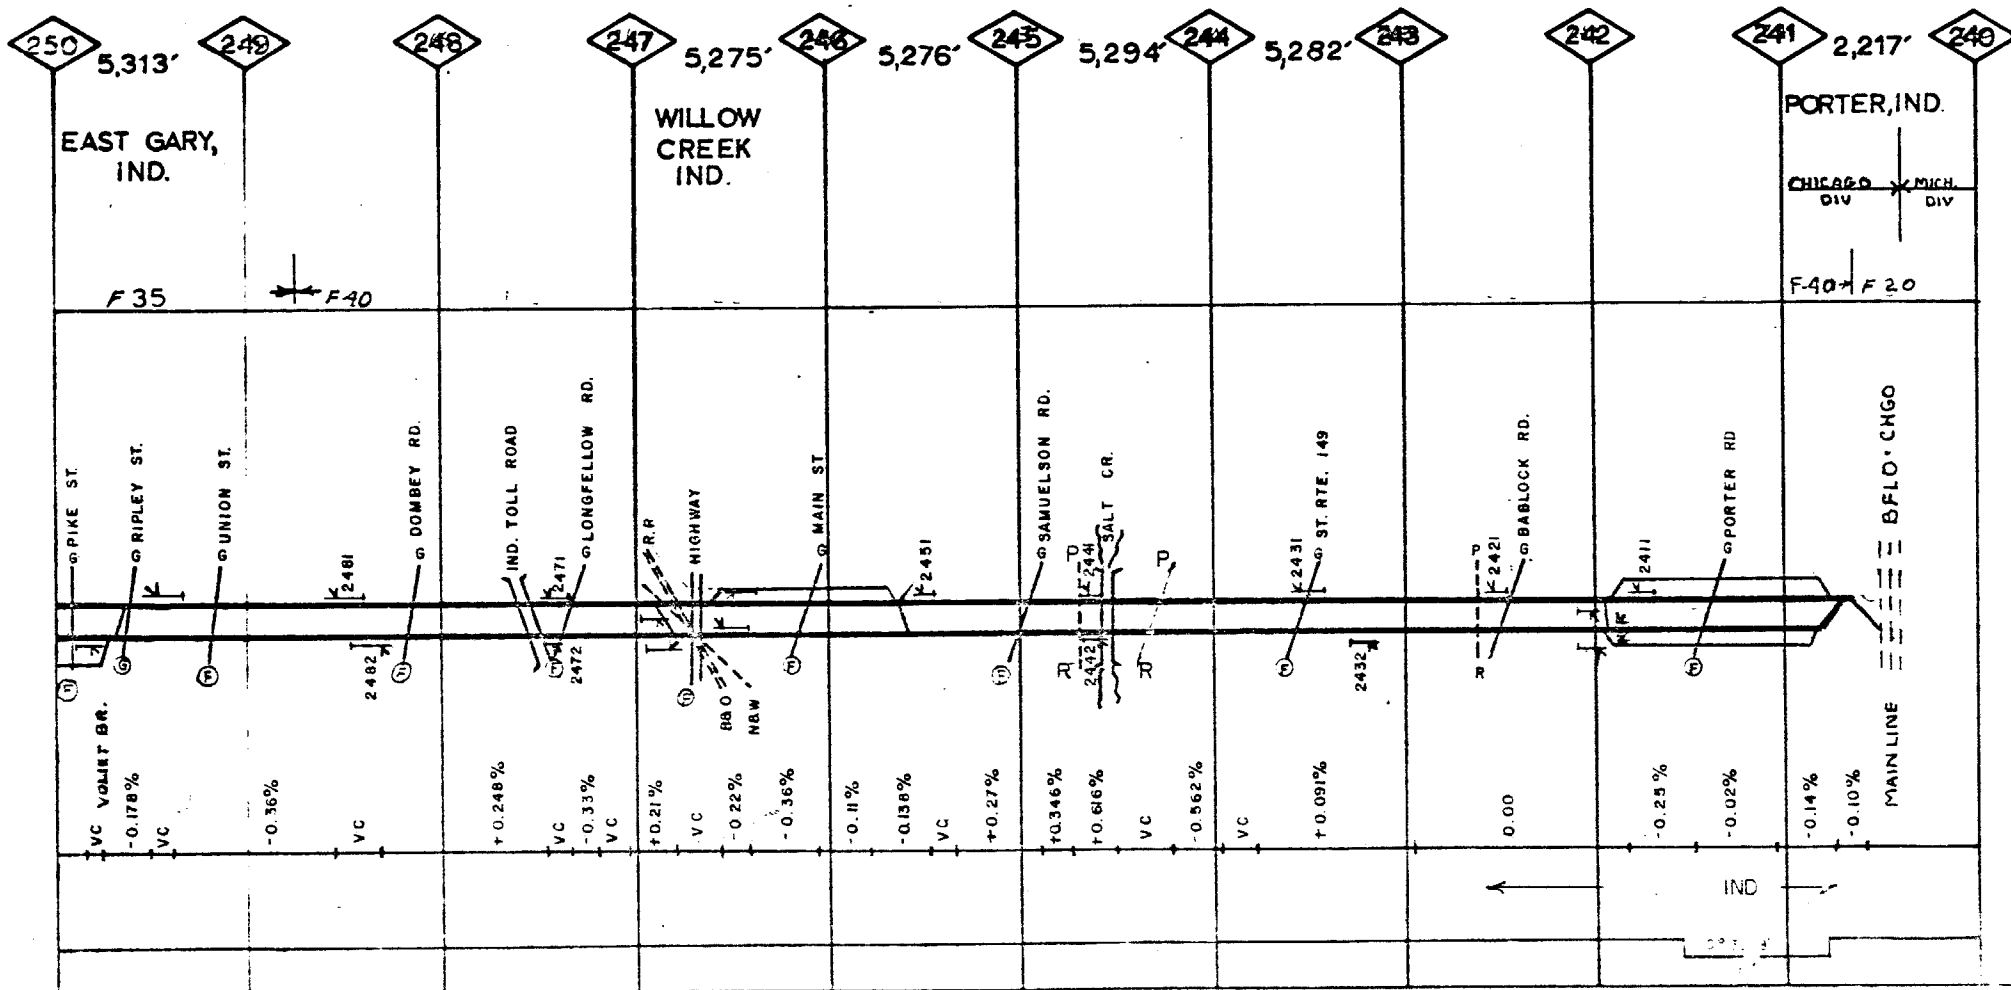 250 249 248 247 246 245 244 243 242 241 240
5,313' 5,275' 5,276' 5,294' 5,282' 2,217'
EAST GARY,
IND.
WILLOW
CREEK
IND.
PORTER, IND.
CHICAGO
DIV
MICH.
DIV
F 35
F 40
F-40
F 20
PIKE ST.
G RIPLEY ST.
G UNION ST.
2481
2482
G DOMBEY RD.
IND. TOLL ROAD
2471
2472
G LONGFELLOW RD.
R.R
HIGHWAY
B&O
N&W
G MAIN ST
2451
G SAMUELSON RD.
P
R
2441
2442
SALT CR.
P
R
2431
G ST. RTE. 149
2432
P
R
2421
G BABLOCK RD.
2411
G PORTER RD
MAINLINE BFLO-CHGO
VC
-0.178%
VC
-0.36%
VC
+0.248%
VC
-0.33%
VC
+0.21%
VC
-0.22%
-0.36%
-0.11%
-0.138%
VC
+0.27%
+0.346%
+0.616%
VC
-0.562%
VC
+0.091%
0.00
-0.25%
-0.02%
-0.14%
-0.10%
IND